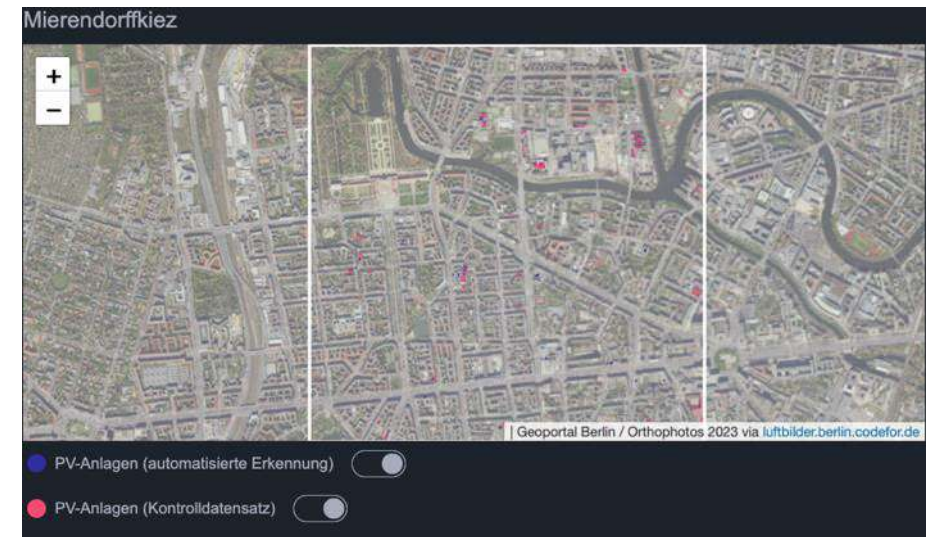 Mierendorffkiez
+
−
| Geoportal Berlin / Orthophotos 2023 via luftbilder.berlin.codefor.de
PV-Anlagen (automatisierte Erkennung)
PV-Anlagen (Kontrolldatensatz)